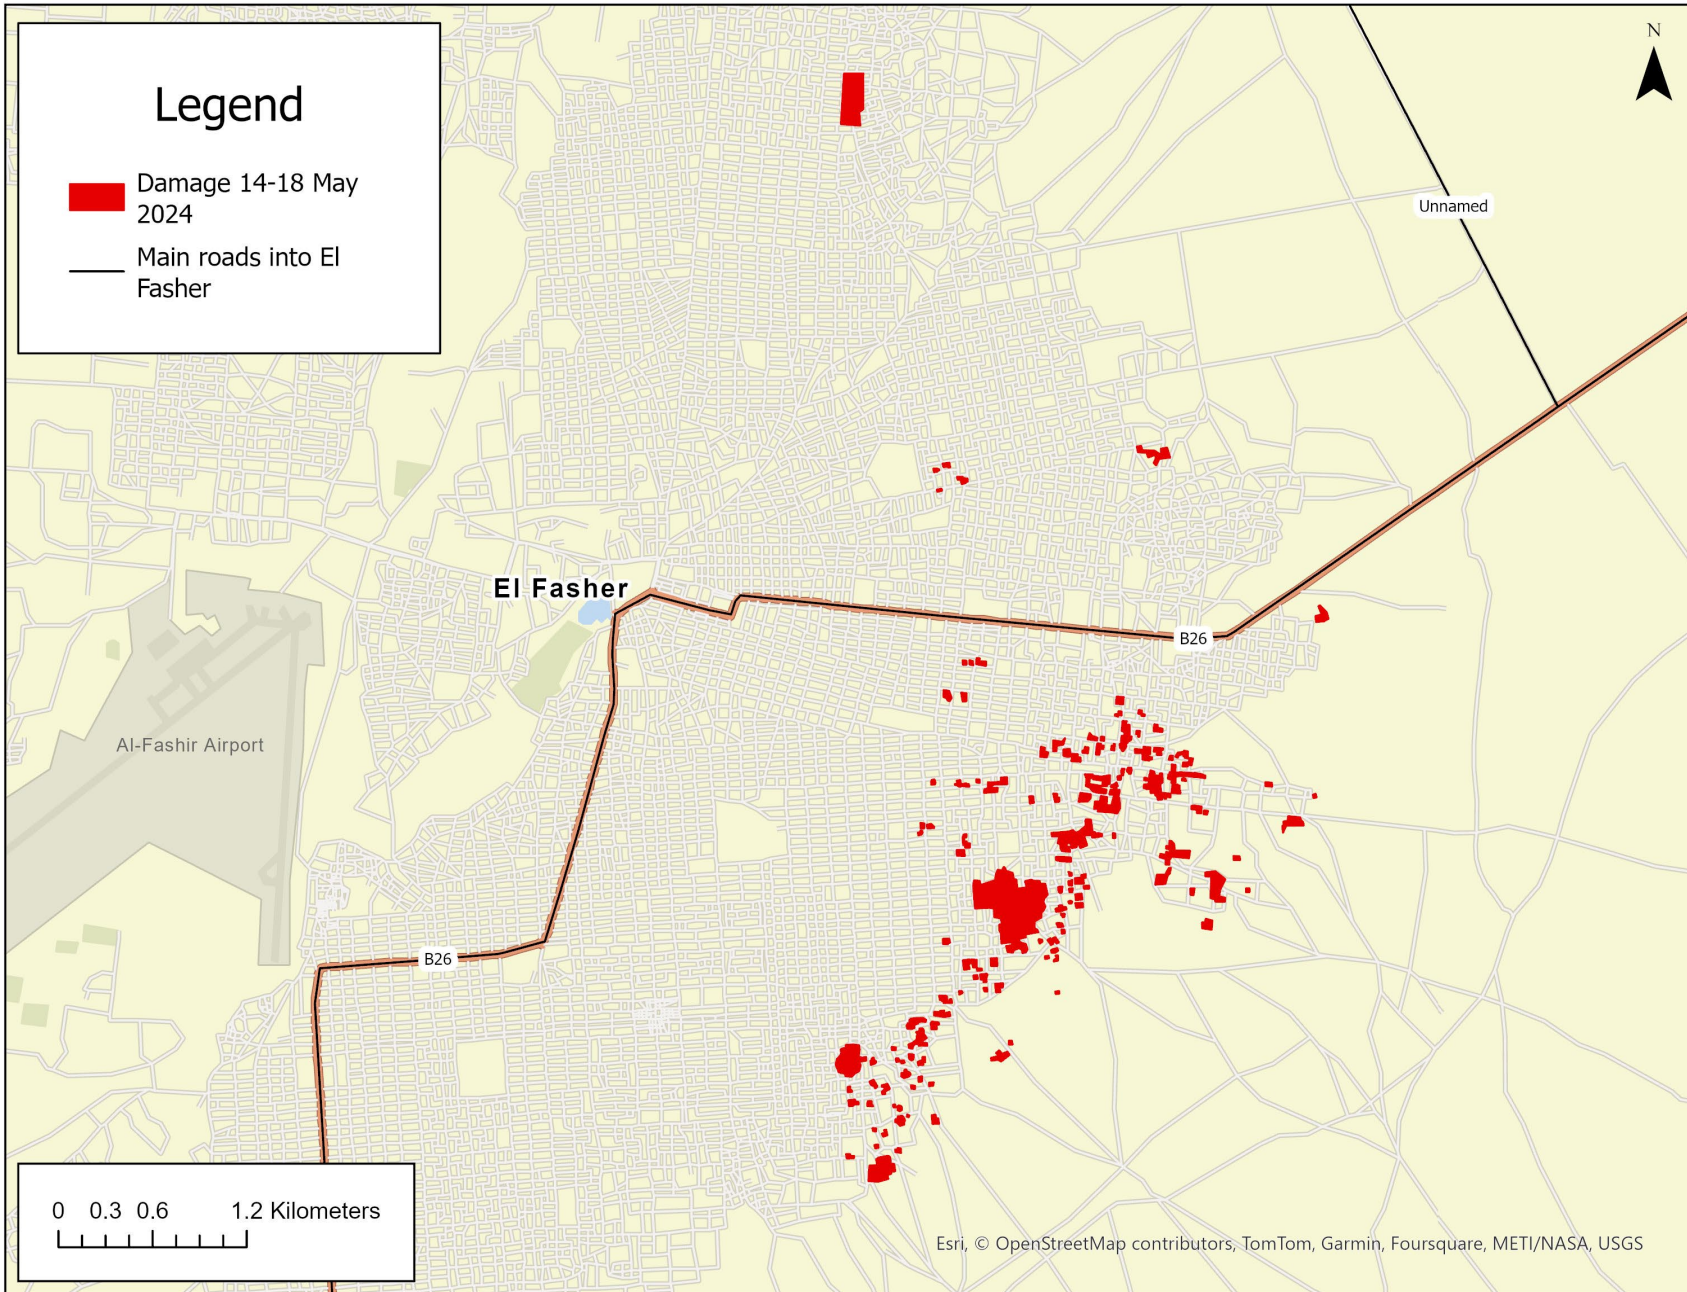 Legend
Damage 14-18 May
2024
Main roads into El
Fasher
N
Unnamed
El Fasher
B26
Al-Fashir Airport
B26
0 0.3 0.6 1.2 Kilometers
Esri, © OpenStreetMap contributors, TomTom, Garmin, Foursquare, METI/NASA, USGS